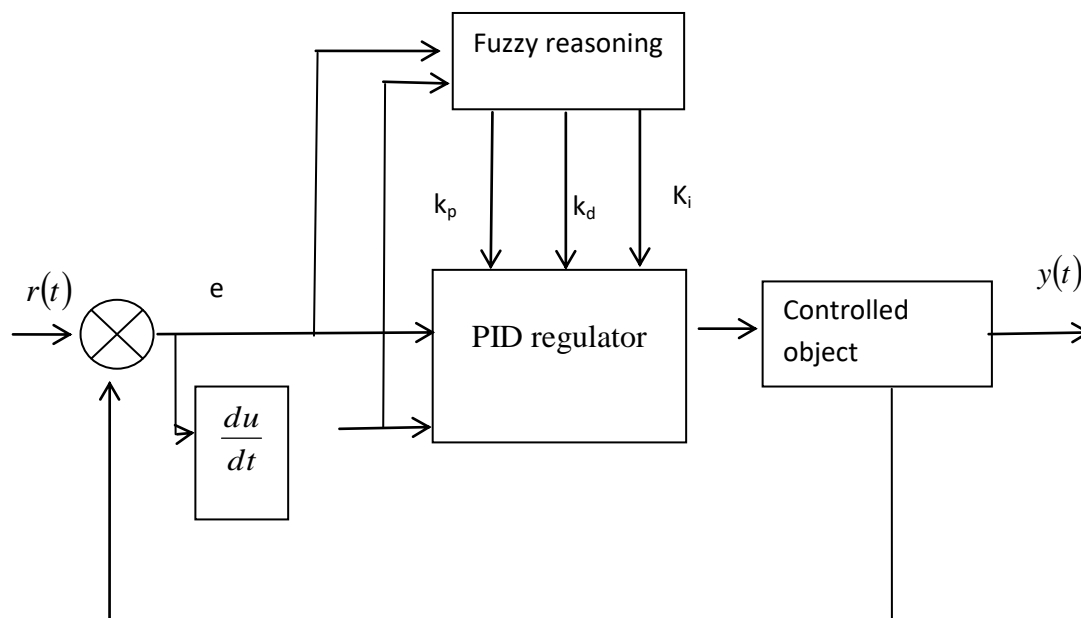 Fuzzy reasoning
k_p
k_d
K_i
r(t)
e
y(t)
PID regulator
Controlled
object
du
dt